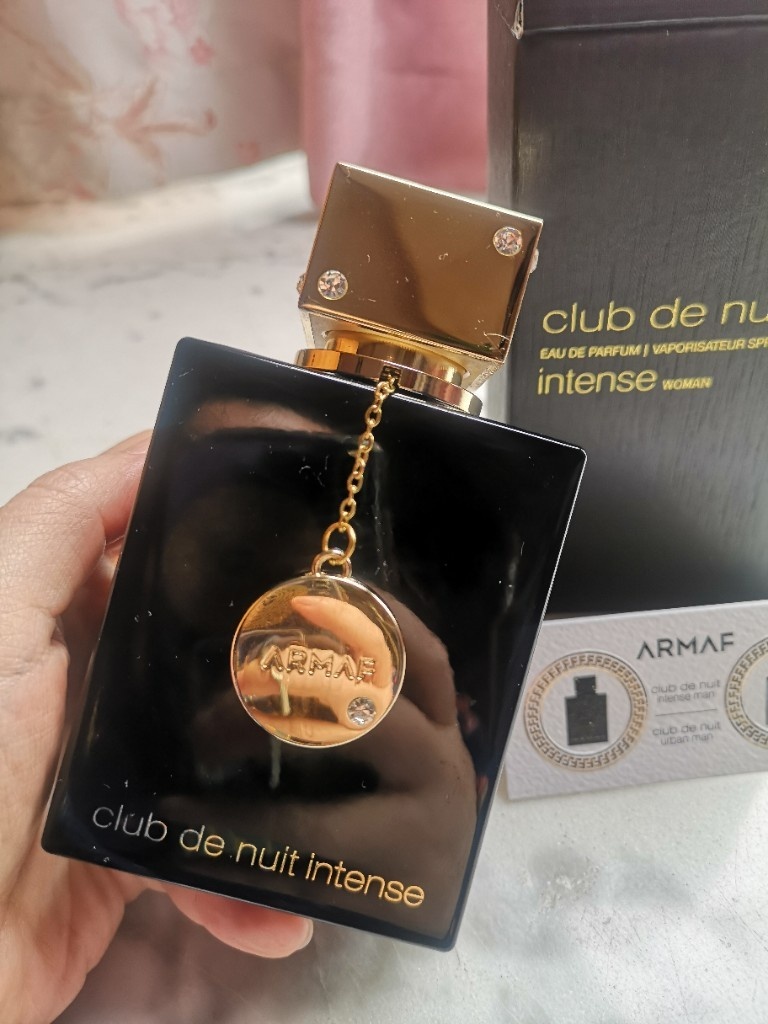 ARMAF
club de nuit intense
club de nu
EAU DE PARFUM | VAPORISATEUR SPR
intense WOMAN
ARMAF
club de nuit
intense man
club de nuit
urban man